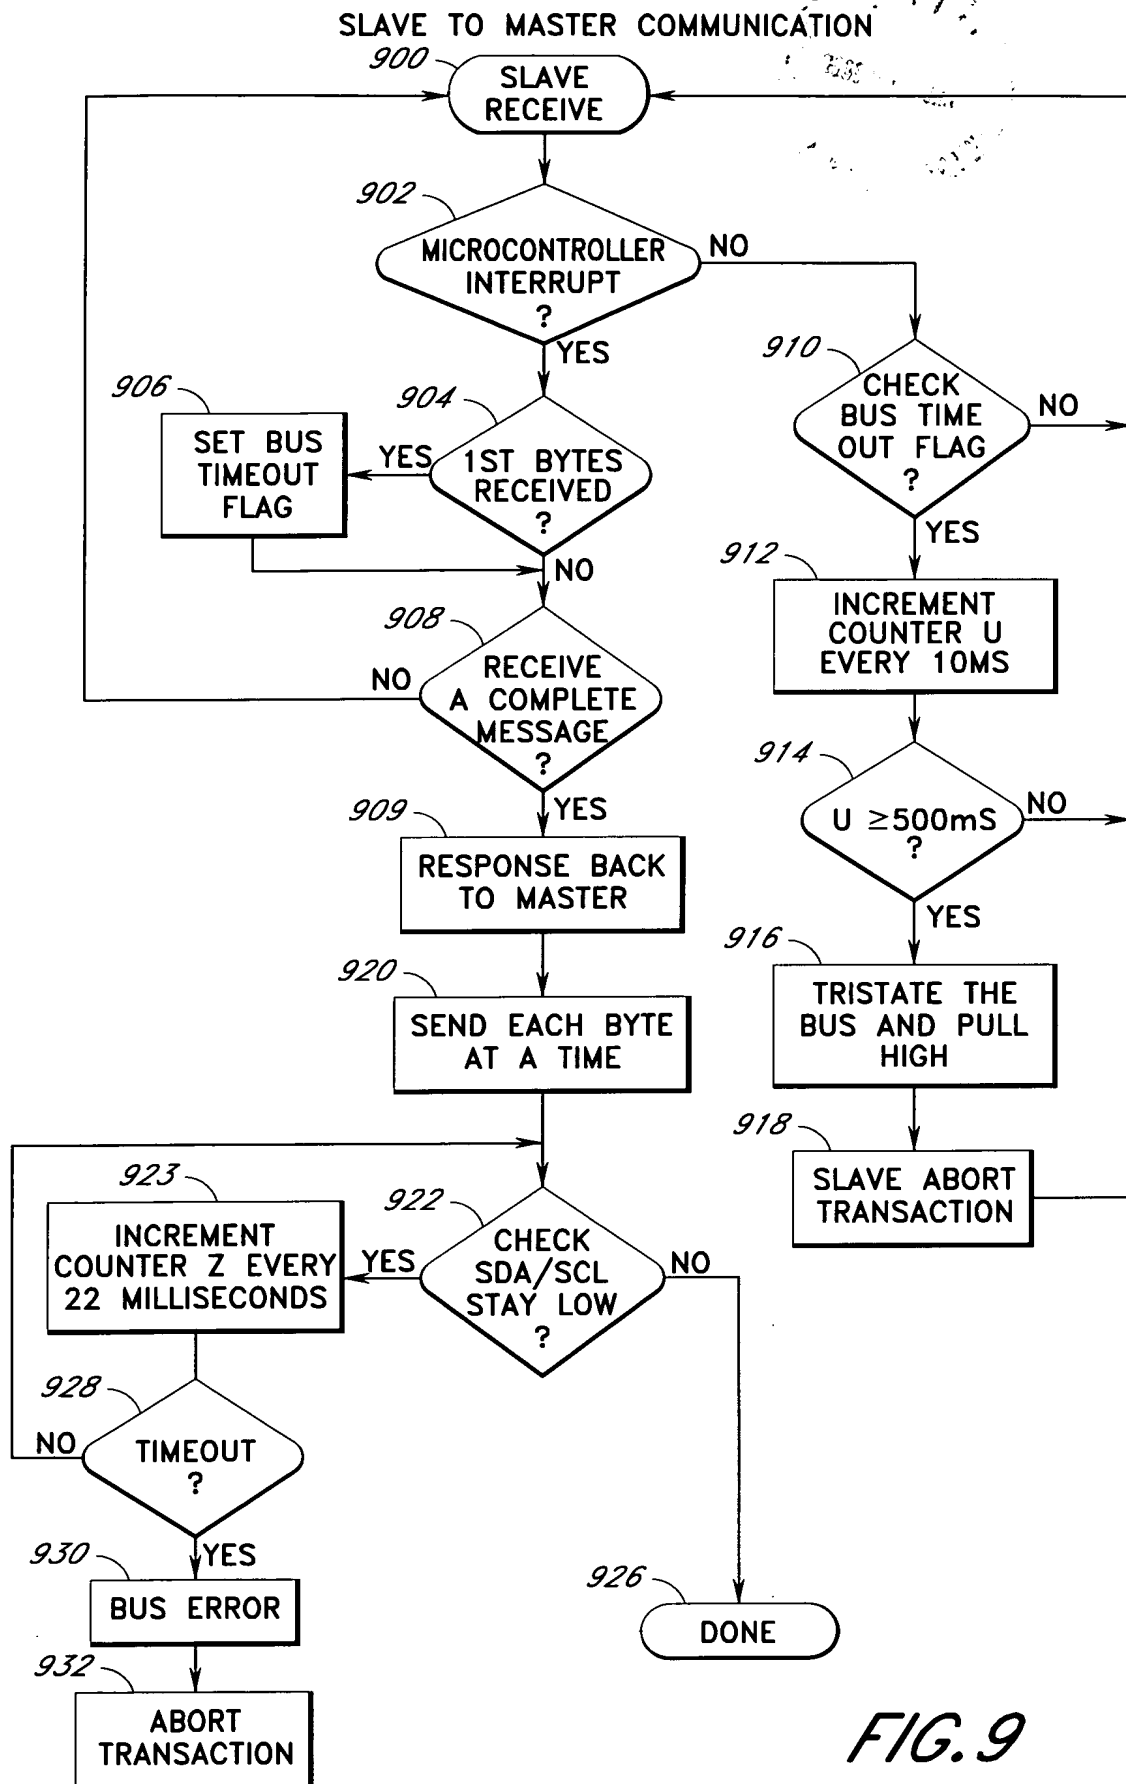 SLAVE TO MASTER COMMUNICATION
900
SLAVE
RECEIVE
902
MICROCONTROLLER
INTERRUPT
?
NO
YES
910
CHECK
BUS TIME
OUT FLAG
?
NO
YES
906
SET BUS
TIMEOUT
FLAG
904
YES
1ST BYTES
RECEIVED
?
NO
912
INCREMENT
COUNTER U
EVERY 10MS
908
NO
RECEIVE
A COMPLETE
MESSAGE
?
YES
914
U ≥500mS
?
NO
YES
909
RESPONSE BACK
TO MASTER
916
TRISTATE THE
BUS AND PULL
HIGH
920
SEND EACH BYTE
AT A TIME
918
SLAVE ABORT
TRANSACTION
923
INCREMENT
COUNTER Z EVERY
22 MILLISECONDS
922
YES
CHECK
SDA/SCL
STAY LOW
?
NO
928
NO
TIMEOUT
?
YES
930
BUS ERROR
926
DONE
932
ABORT
TRANSACTION
FIG. 9